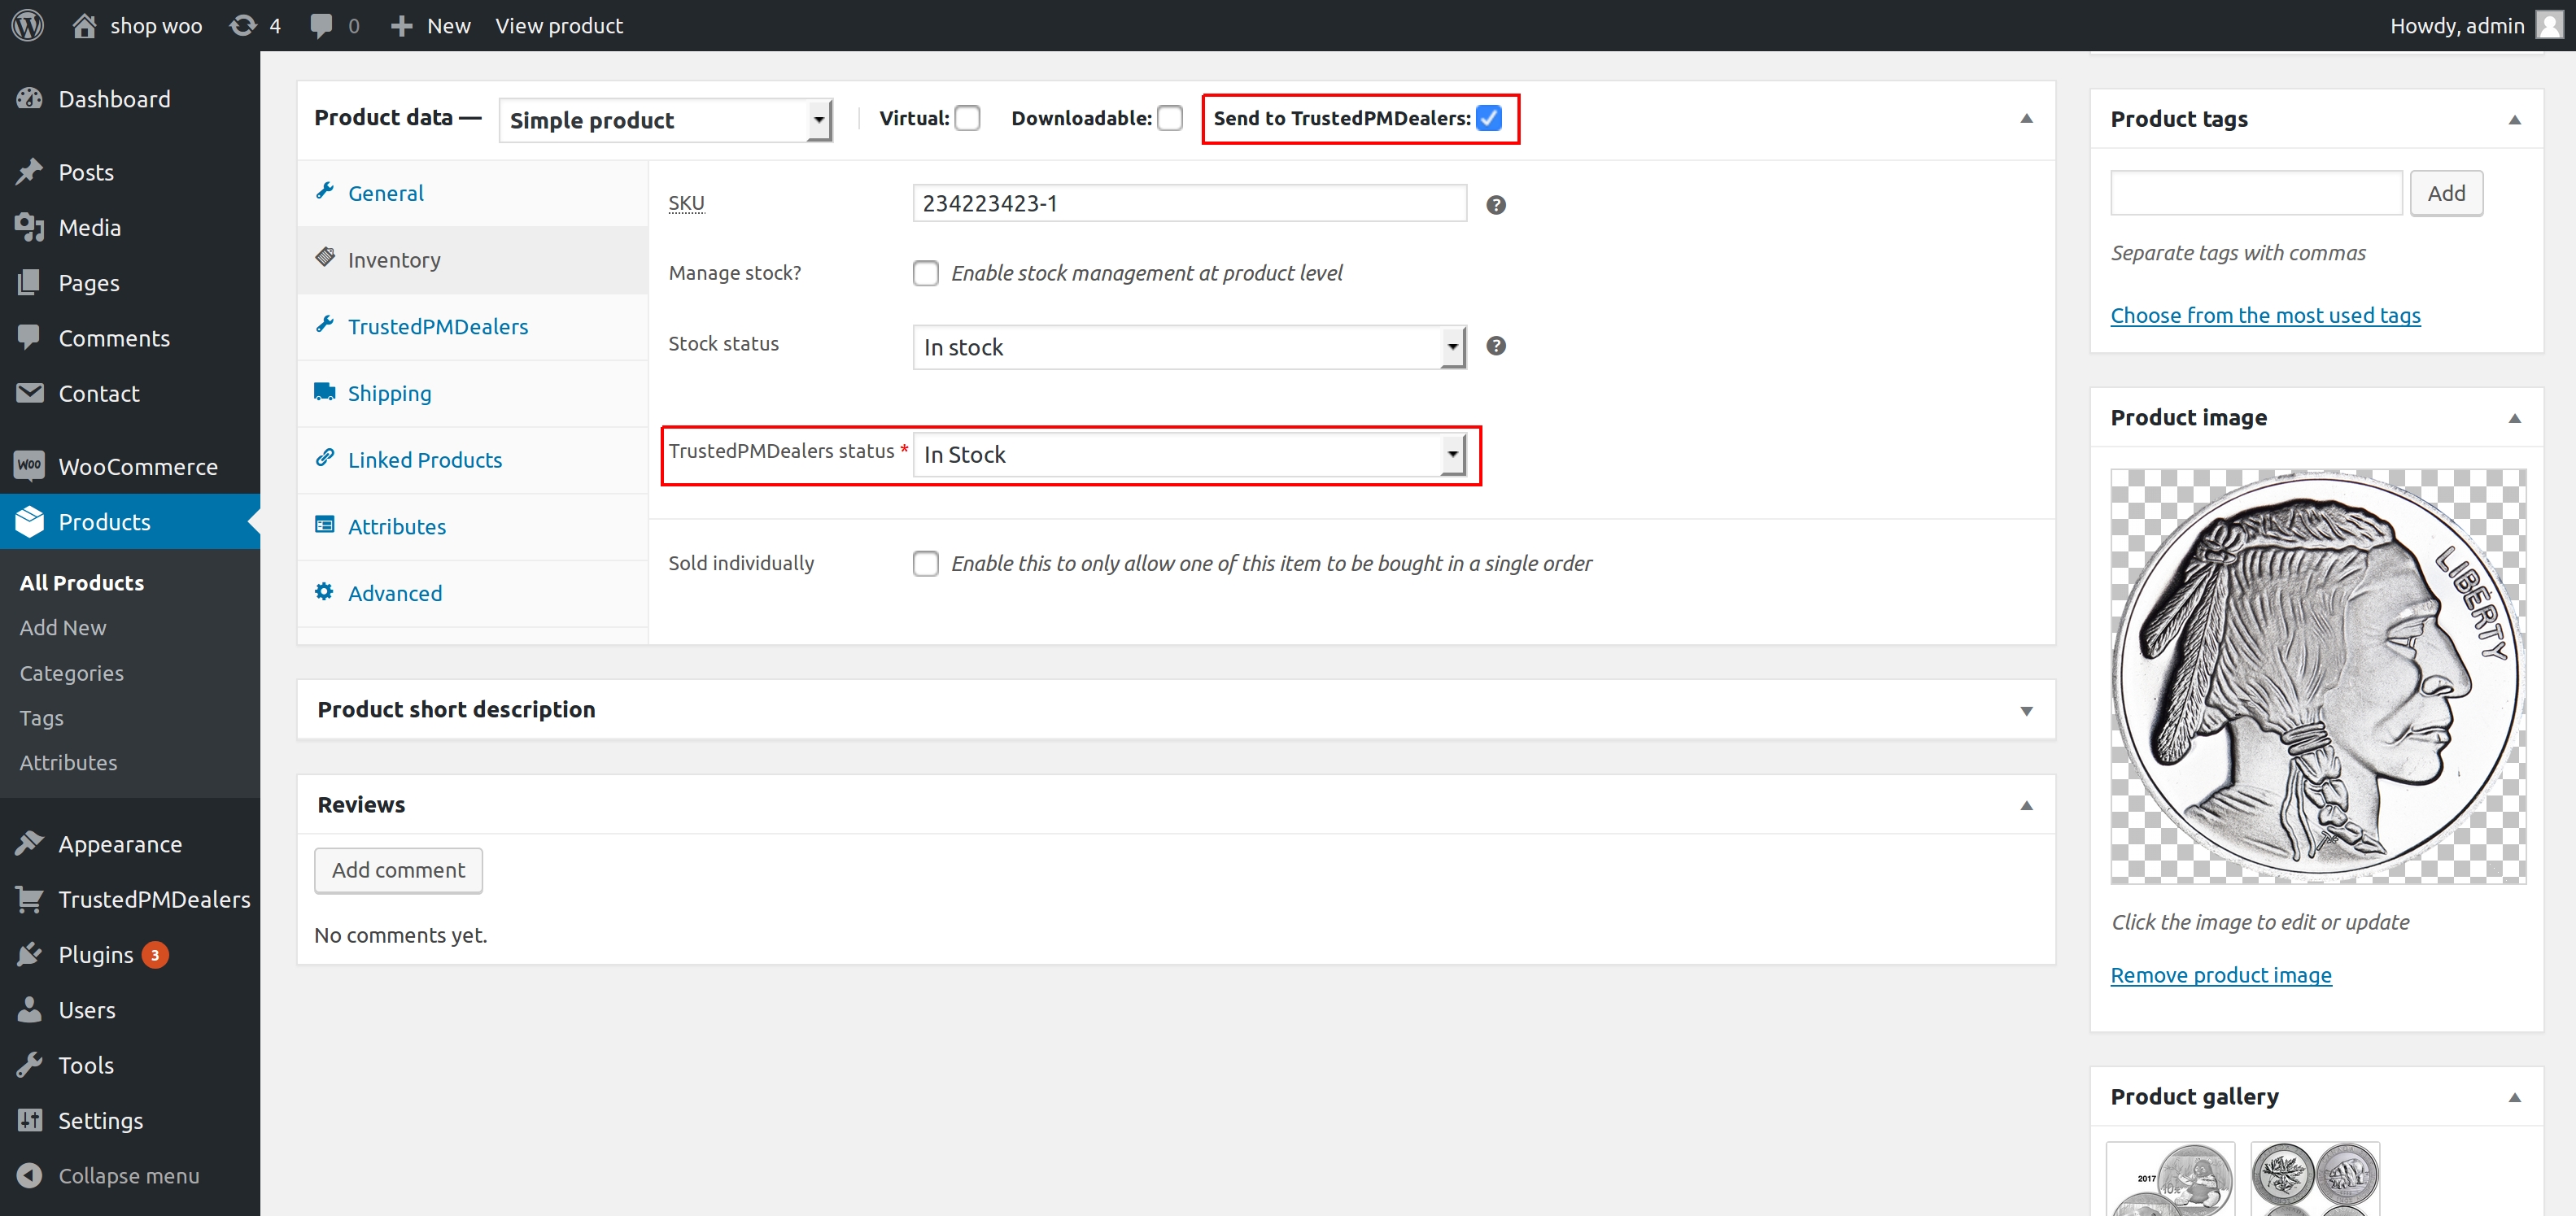 shop woo 4 0 New View product Howdy, admin
Dashboard
Posts
Media
Pages
Comments
Contact
WOO WooCommerce
Products
All Products
Add New
Categories
Tags
Attributes
Appearance
TrustedPMDealers
Plugins 3
Users
Tools
Settings
Collapse menu
Product data — Simple product Virtual: Downloadable: Send to TrustedPMDealers:
General
Inventory
TrustedPMDealers
Shipping
Linked Products
Attributes
Advanced
SKU 234223423-1 ?
Manage stock? Enable stock management at product level
Stock status In stock ?
TrustedPMDealers status * In Stock
Sold individually Enable this to only allow one of this item to be bought in a single order
Product short description
Reviews
Add comment
No comments yet.
Product tags
Add
Separate tags with commas
Choose from the most used tags
Product image
LIBERTY
Click the image to edit or update
Remove product image
Product gallery
2017